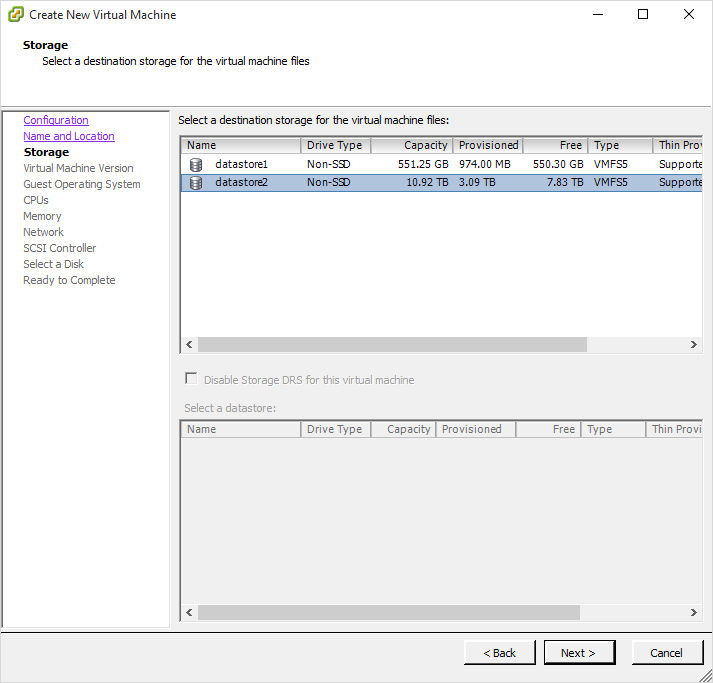 Create New Virtual Machine
Storage
Select a destination storage for the virtual machine files
Configuration
Name and Location
Storage
Virtual Machine Version
Guest Operating System
CPUs
Memory
Network
SCSI Controller
Select a Disk
Ready to Complete
Select a destination storage for the virtual machine files:
Name Drive Type Capacity Provisioned Free Type Thin Prov
datastore1 Non-SSD 551.25 GB 974.00 MB 550.30 GB VMFS5 Supporte
datastore2 Non-SSD 10.92 TB 3.09 TB 7.83 TB VMFS5 Supporte
Disable Storage DRS for this virtual machine
Select a datastore:
Name Drive Type Capacity Provisioned Free Type Thin Provi
< Back Next > Cancel